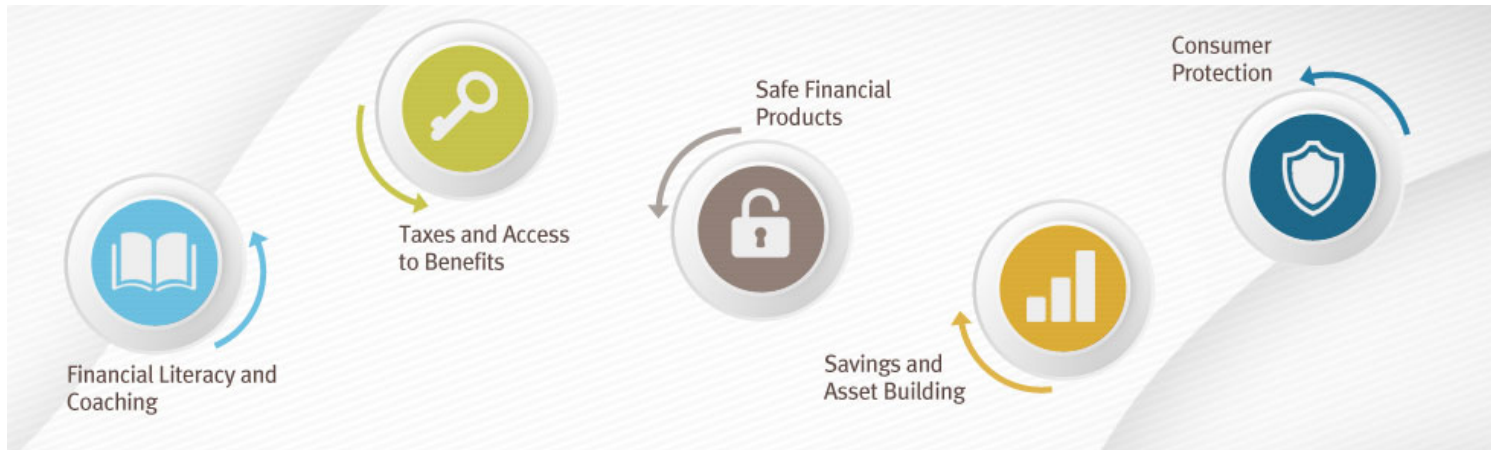 Financial Literacy and
Coaching
Taxes and Access
to Benefits
Safe Financial
Products
Savings and
Asset Building
Consumer
Protection